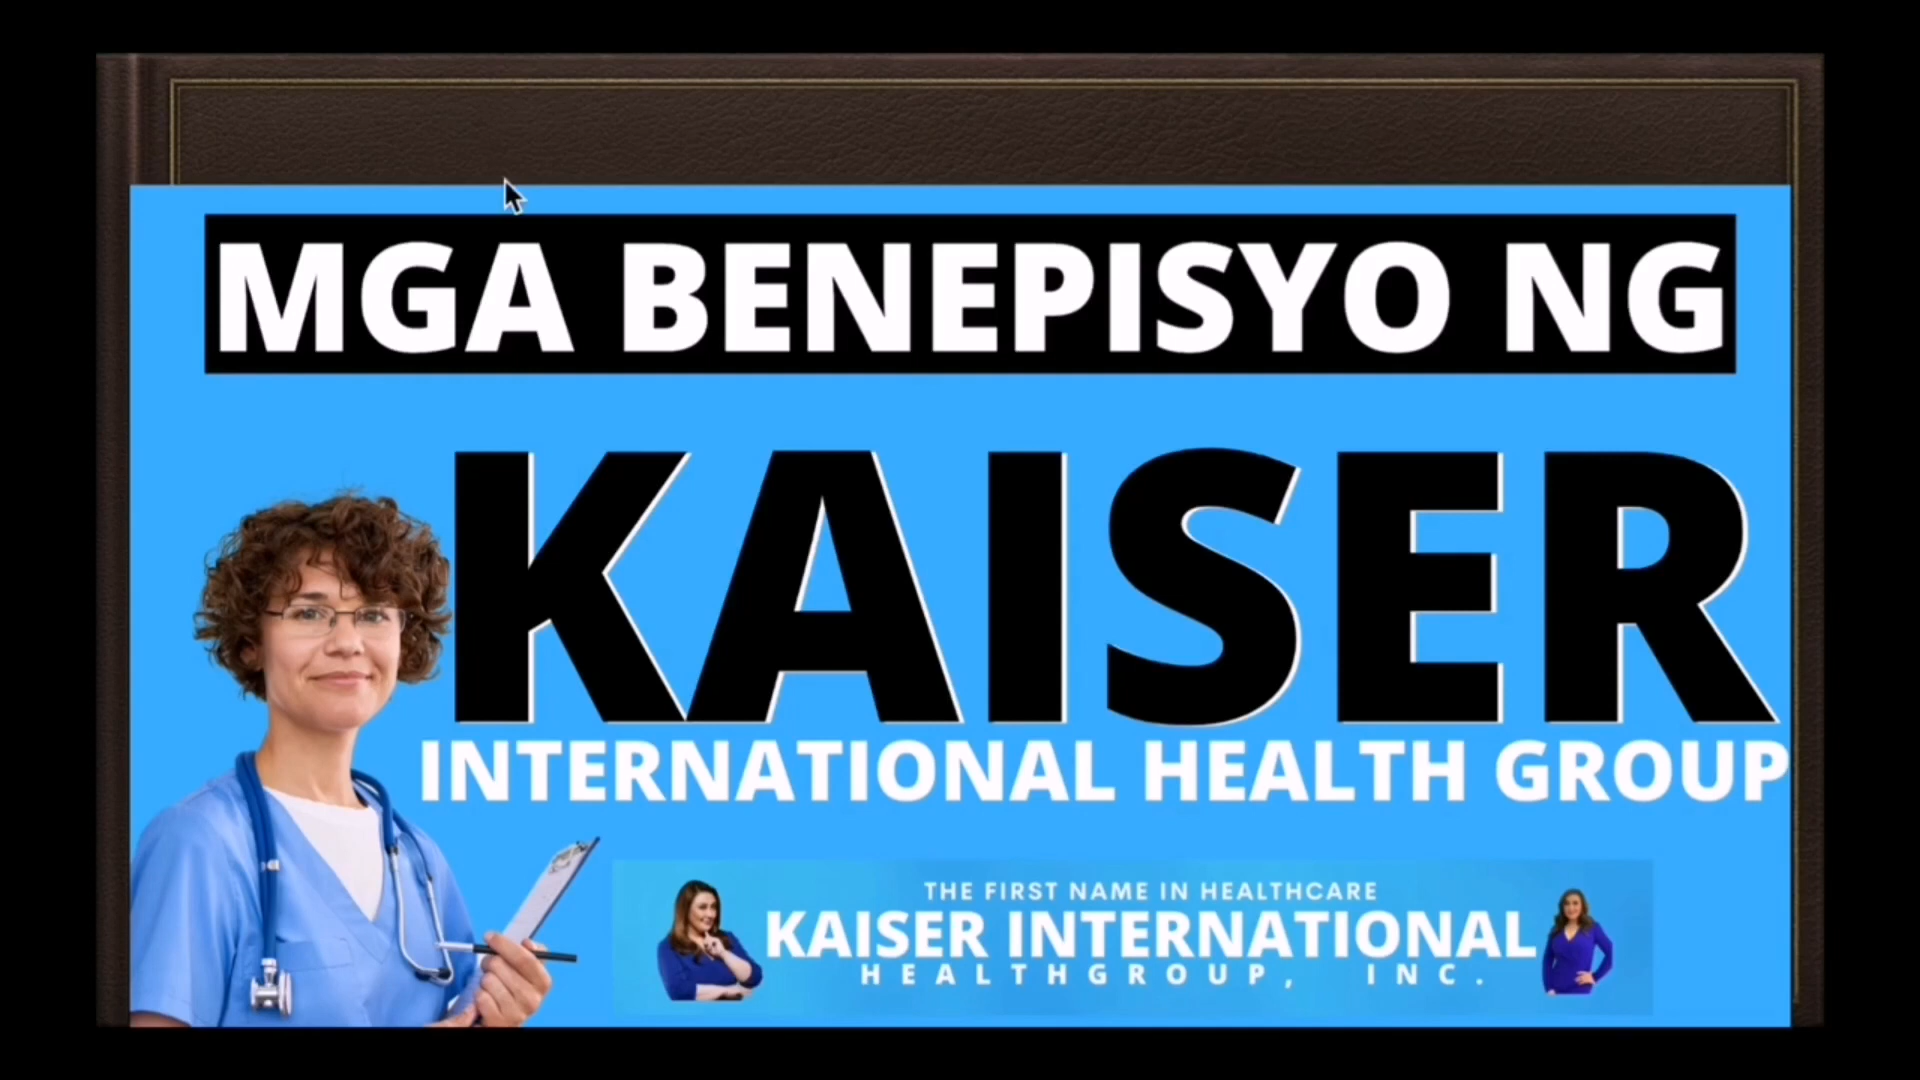 MGA BENEPISYO NG
KAISER
INTERNATIONAL HEALTH GROUP
THE FIRST NAME IN HEALTHCARE
KAISER INTERNATIONAL
HEALTHGROUP, INC.